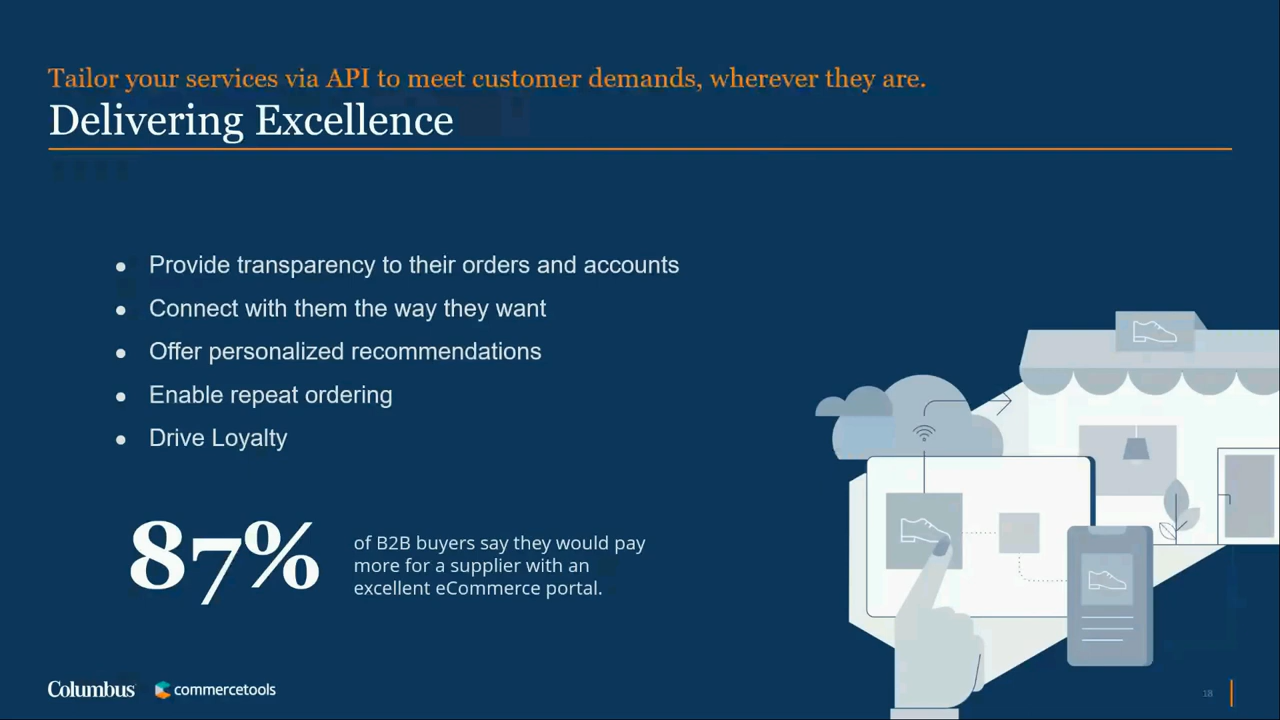 Tailor your services via API to meet customer demands, wherever they are.
Delivering Excellence
● Provide transparency to their orders and accounts
● Connect with them the way they want
● Offer personalized recommendations
● Enable repeat ordering
● Drive Loyalty
87%
of B2B buyers say they would pay
more for a supplier with an
excellent eCommerce portal.
Columbus commercetools
18